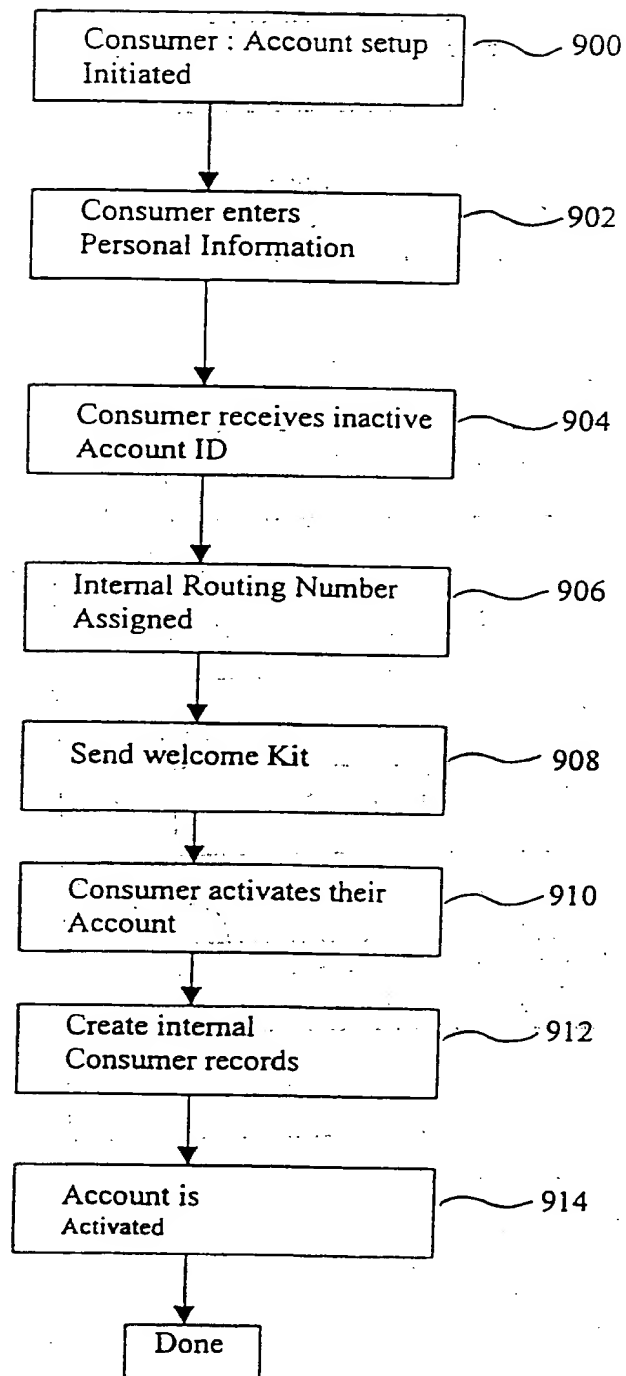 Consumer : Account setup
Initiated
900
Consumer enters
Personal Information
902
Consumer receives inactive
Account ID
904
Internal Routing Number
Assigned
906
Send welcome Kit
908
Consumer activates their
Account
910
Create internal
Consumer records
912
Account is
Activated
914
Done